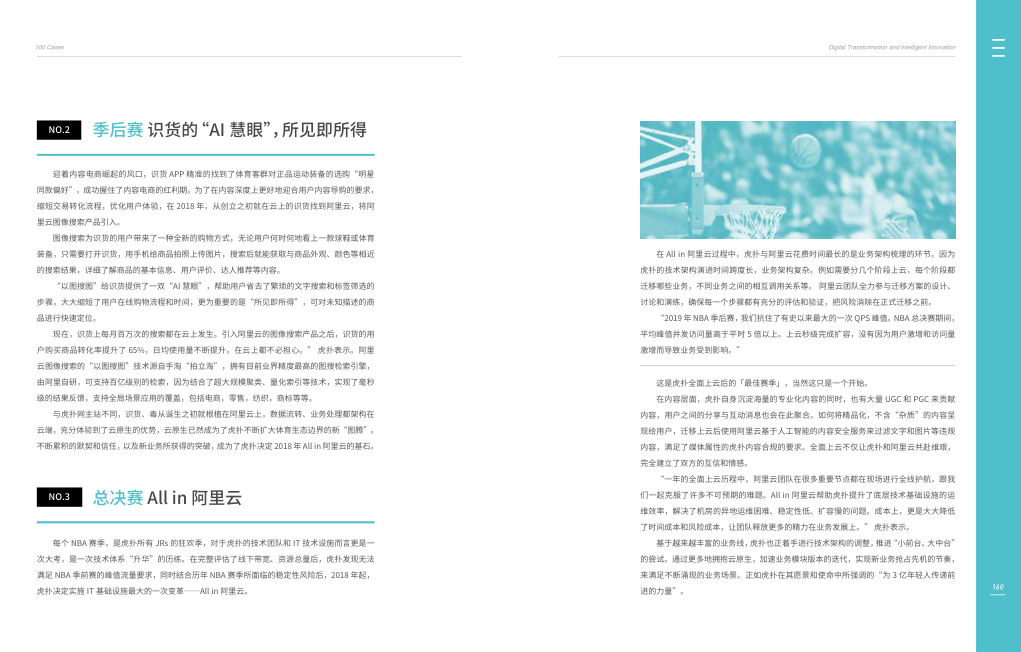 100 Cases
NO.2 季后赛 识货的 “AI 慧眼”, 所见即所得
迎着内容电商崛起的风口，识货 APP 精准的找到了体育客群对正品运动装备的选购“明星
同款偏好”，成功握住了内容电商的红利期。为了在内容深度上更好地迎合用户内容导购的要求，
缩短交易转化流程，优化用户体验，在 2018 年，从创立之初就在云上的识货找到阿里云，将阿
里云图像搜索产品引入。
图像搜索为识货的用户带来了一种全新的购物方式，无论用户何时何地看上一款球鞋或体育
装备，只需要打开识货，用手机给商品拍照上传图片，搜索后就能获取与商品外观、颜色等相近
的搜索结果，详细了解商品的基本信息、用户评价、达人推荐等内容。
“以图搜图”给识货提供了一双“AI 慧眼”，帮助用户省去了繁琐的文字搜索和标签筛选的
步骤，大大缩短了用户在线购物流程和时间，更为重要的是“所见即所得”，可对未知描述的商
品进行快速定位。
现在，识货上每月百万次的搜索都在云上发生。引入阿里云的图像搜索产品之后，识货的用
户购买商品转化率提升了 65%，日均使用量不断提升，在云上都不必担心。” 虎扑表示。阿里
云图像搜索的“以图搜图”技术源自手淘“拍立淘”，拥有目前业界精度最高的图搜检索引擎，
由阿里自研，可支持百亿级别的检索，因为结合了超大规模聚类、量化索引等技术，实现了毫秒
级的结果反馈，支持全局场景应用的覆盖，包括电商，零售，纺织，商标等等。
与虎扑网主站不同，识货、毒从诞生之初就根植在阿里云上，数据流转、业务处理都架构在
云端，充分体验到了云原生的优势，云原生已然成为了虎扑不断扩大体育生态边界的新“图腾”。
不断累积的默契和信任，以及新业务所获得的突破，成为了虎扑决定 2018 年 All in 阿里云的基石。
NO.3 总决赛 All in 阿里云
每个 NBA 赛季，是虎扑所有 JRs 的狂欢季，对于虎扑的技术团队和 IT 技术设施而言更是一
次大考，是一次技术体系“升华”的历练。在完整评估了线下带宽、资源总量后，虎扑发现无法
满足 NBA 季前赛的峰值流量要求，同时结合历年 NBA 赛季所面临的稳定性风险后，2018 年起，
虎扑决定实施 IT 基础设施最大的一次变革——All in 阿里云。
Digital Transformation and Intelligent Innovation
在 All in 阿里云过程中，虎扑与阿里云花费时间最长的是业务架构梳理的环节。因为
虎扑的技术架构演进时间跨度长，业务架构复杂。例如需要分几个阶段上云，每个阶段都
迁移哪些业务，不同业务之间的相互调用关系等。 阿里云团队全力参与迁移方案的设计、
讨论和演练，确保每一个步骤都有充分的评估和验证，把风险消除在正式迁移之前。
“2019 年 NBA 季后赛，我们抗住了有史以来最大的一次 QPS 峰值。NBA 总决赛期间，
平均峰值并发访问量高于平时 5 倍以上。上云秒级完成扩容，没有因为用户激增和访问量
激增而导致业务受到影响。”
这是虎扑全面上云后的「最佳赛季」，当然这只是一个开始。
在内容层面，虎扑自身沉淀海量的专业化内容的同时，也有大量 UGC 和 PGC 来贡献
内容，用户之间的分享与互动消息也会在此聚合。如何将精品化，不含“杂质”的内容呈
现给用户，迁移上云后使用阿里云基于人工智能的内容安全服务来过滤文字和图片等违规
内容，满足了媒体属性的虎扑内容合规的要求。全面上云不仅让虎扑和阿里云共赴维艰，
完全建立了双方的互信和情感。
“一年的全面上云历程中，阿里云团队在很多重要节点都在现场进行全线护航，跟我
们一起克服了许多不可预期的难题。All in 阿里云帮助虎扑提升了底层技术基础设施的运
维效率，解决了机房的异地运维困难、稳定性低、扩容慢的问题。成本上，更是大大降低
了时间成本和风险成本，让团队释放更多的精力在业务发展上。” 虎扑表示。
基于越来越丰富的业务线，虎扑也正着手进行技术架构的调整，推进“小前台、大中台”
的尝试。通过更多地拥抱云原生，加速业务模块版本的迭代，实现新业务抢占先机的节奏，
来满足不断涌现的业务场景。正如虎扑在其愿景和使命中所强调的“为 3 亿年轻人传递前
进的力量”。
160